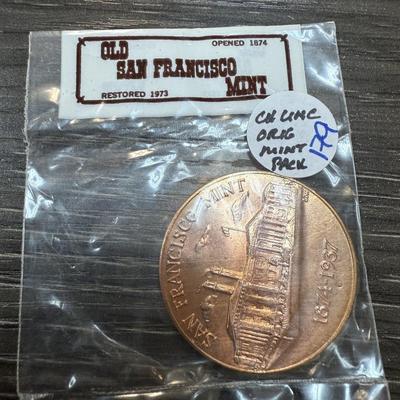 OLD
OPENED 1874
SAN FRANCISCO
MINT
RESTORED 1973
CH UNC
ORIG
MINT
PACK
179
SAN FRANCISCO MINT
1874-1937